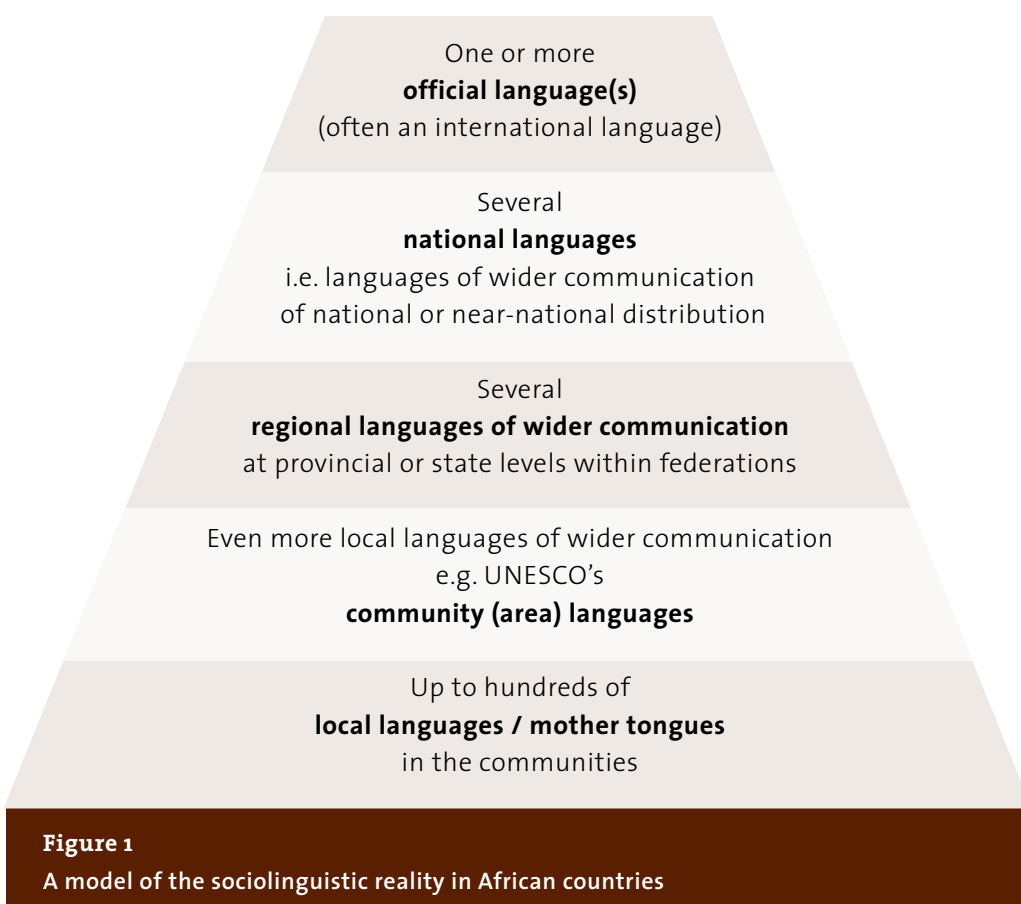 One or more
official language(s)
(often an international language)
Several
national languages
i.e. languages of wider communication
of national or near-national distribution
Several
regional languages of wider communication
at provincial or state levels within federations
Even more local languages of wider communication
e.g. UNESCO’s
community (area) languages
Up to hundreds of
local languages / mother tongues
in the communities
Figure 1
A model of the sociolinguistic reality in African countries